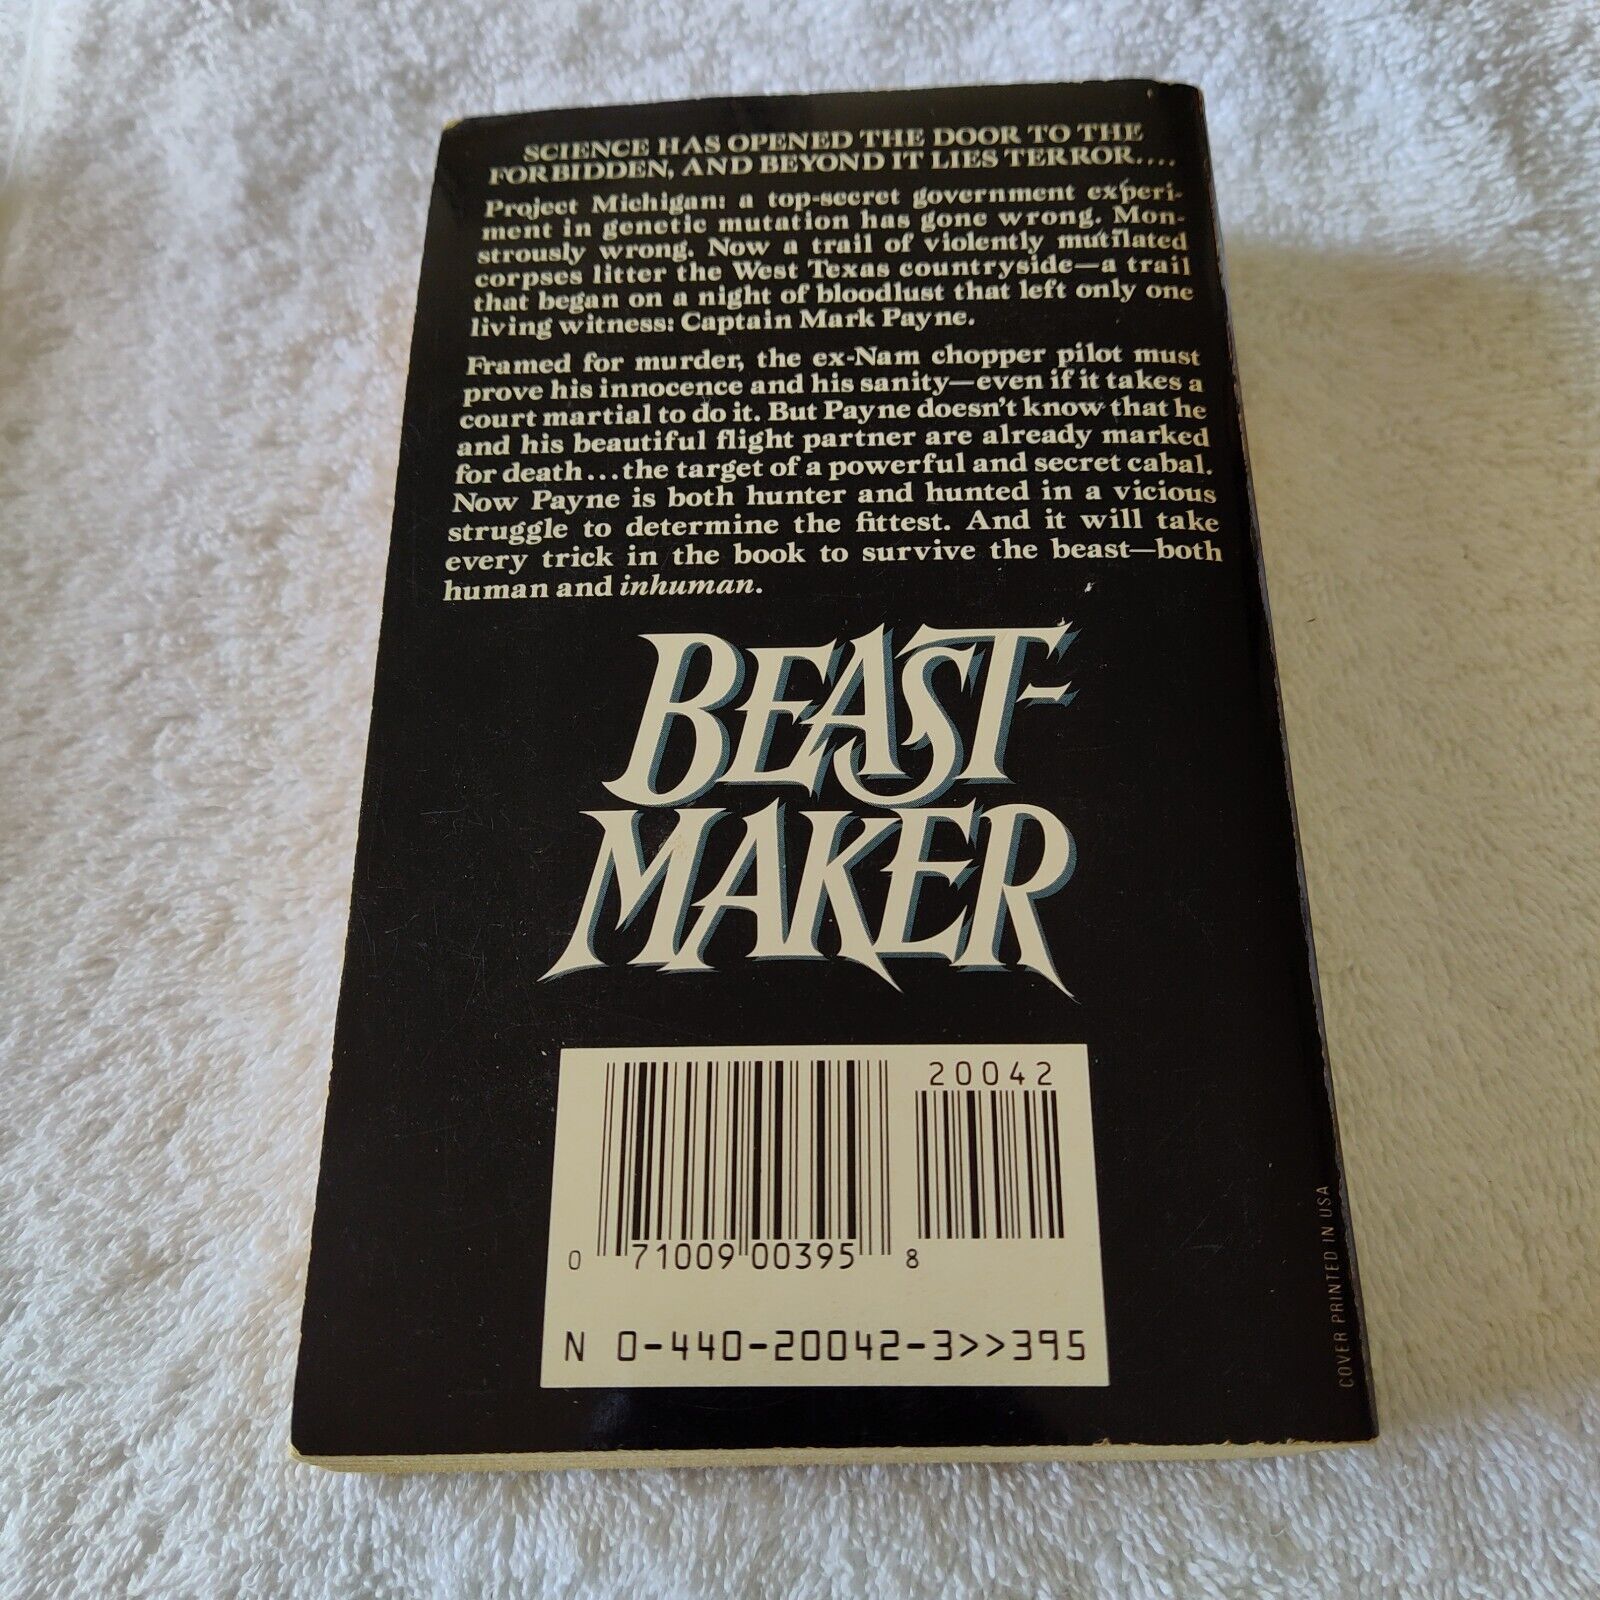 SCIENCE HAS OPENED THE DOOR TO THE
FORBIDDEN, AND BEYOND IT LIES TERROR....
Project Michigan: a top-secret government experi-
ment in genetic mutation has gone wrong. Mon-
strously wrong. Now a trail of violently mutilated
corpses litter the West Texas countryside—a trail
that began on a night of bloodlust that left only one
living witness: Captain Mark Payne.
Framed for murder, the ex-Nam chopper pilot must
prove his innocence and his sanity—even if it takes a
court martial to do it. But Payne doesn't know that he
and his beautiful flight partner are already marked
for death...the target of a powerful and secret cabal.
Now Payne is both hunter and hunted in a vicious
struggle to determine the fittest. And it will take
every trick in the book to survive the beast—both
human and inhuman.
BEAST-
MAKER
20042
0 71009 00395 8
N 0-440-20042-3>>395
COVER PRINTED IN USA